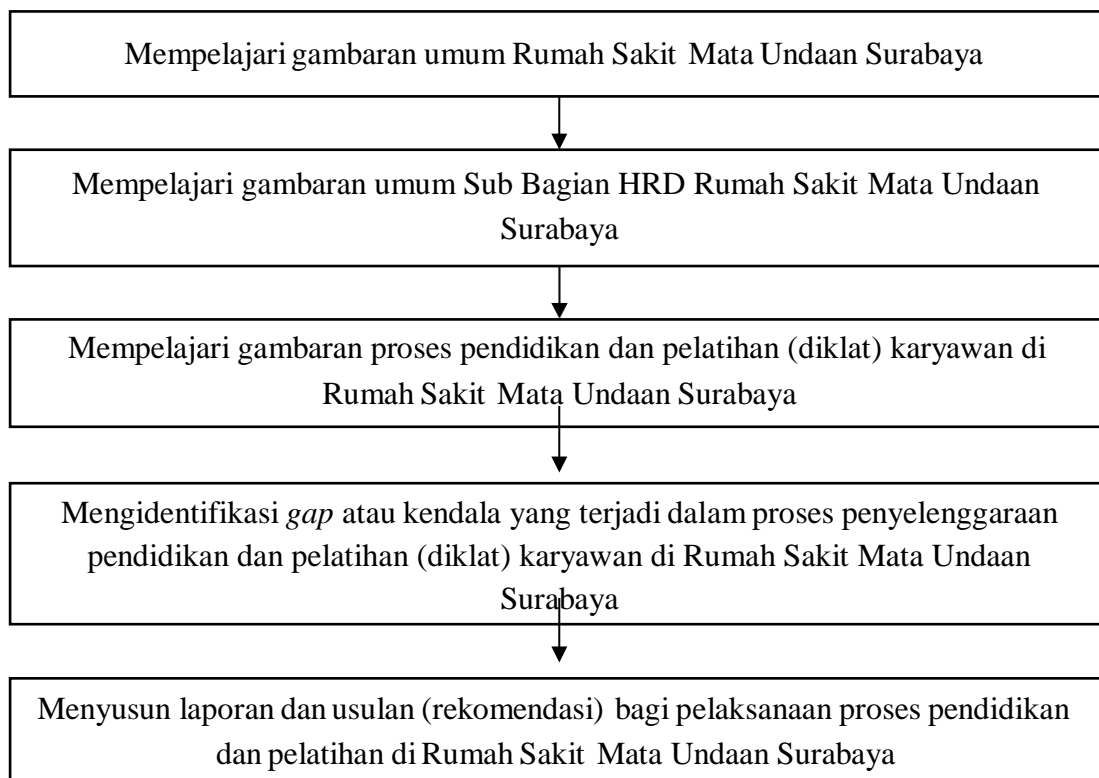 Mempelajari gambaran umum Rumah Sakit Mata Undaan Surabaya
Mempelajari gambaran umum Sub Bagian HRD Rumah Sakit Mata Undaan
Surabaya
Mempelajari gambaran proses pendidikan dan pelatihan (diklat) karyawan di
Rumah Sakit Mata Undaan Surabaya
Mengidentifikasi gap atau kendala yang terjadi dalam proses penyelenggaraan
pendidikan dan pelatihan (diklat) karyawan di Rumah Sakit Mata Undaan
Surabaya
Menyusun laporan dan usulan (rekomendasi) bagi pelaksanaan proses pendidikan
dan pelatihan di Rumah Sakit Mata Undaan Surabaya